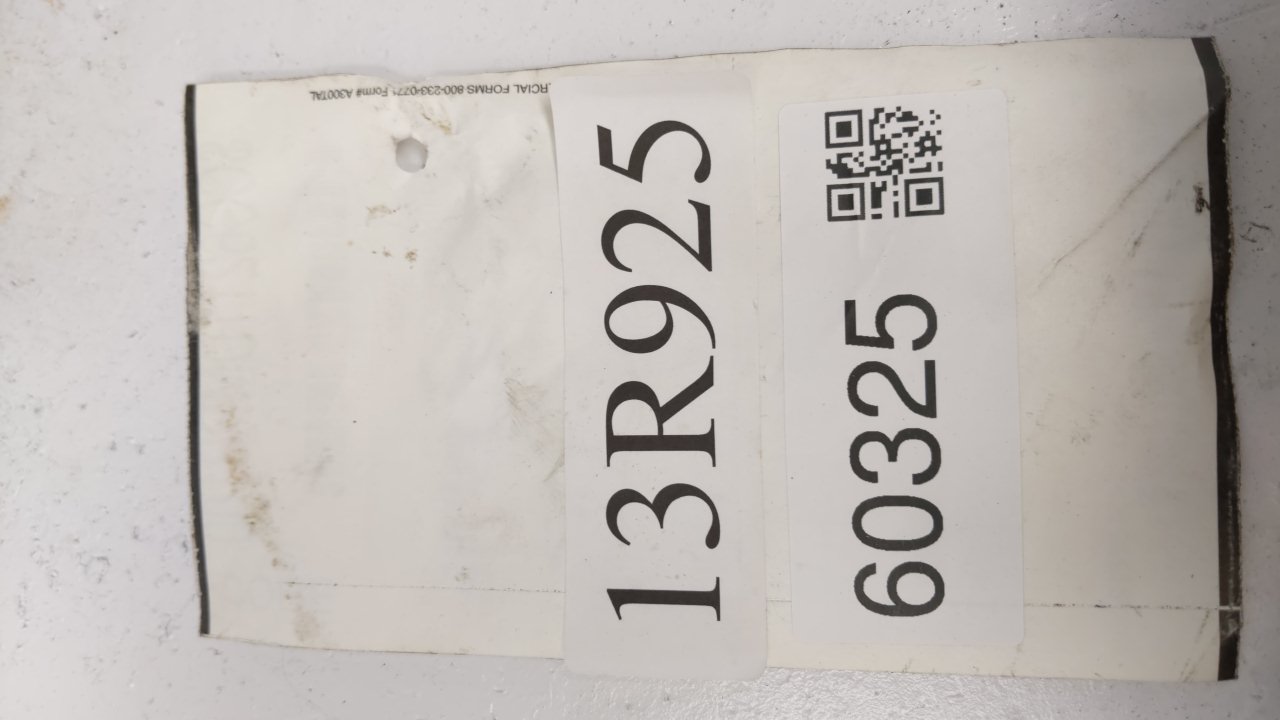 RCIAL FORMS 800-233-0771 Form# A300TAL
13R925
60325